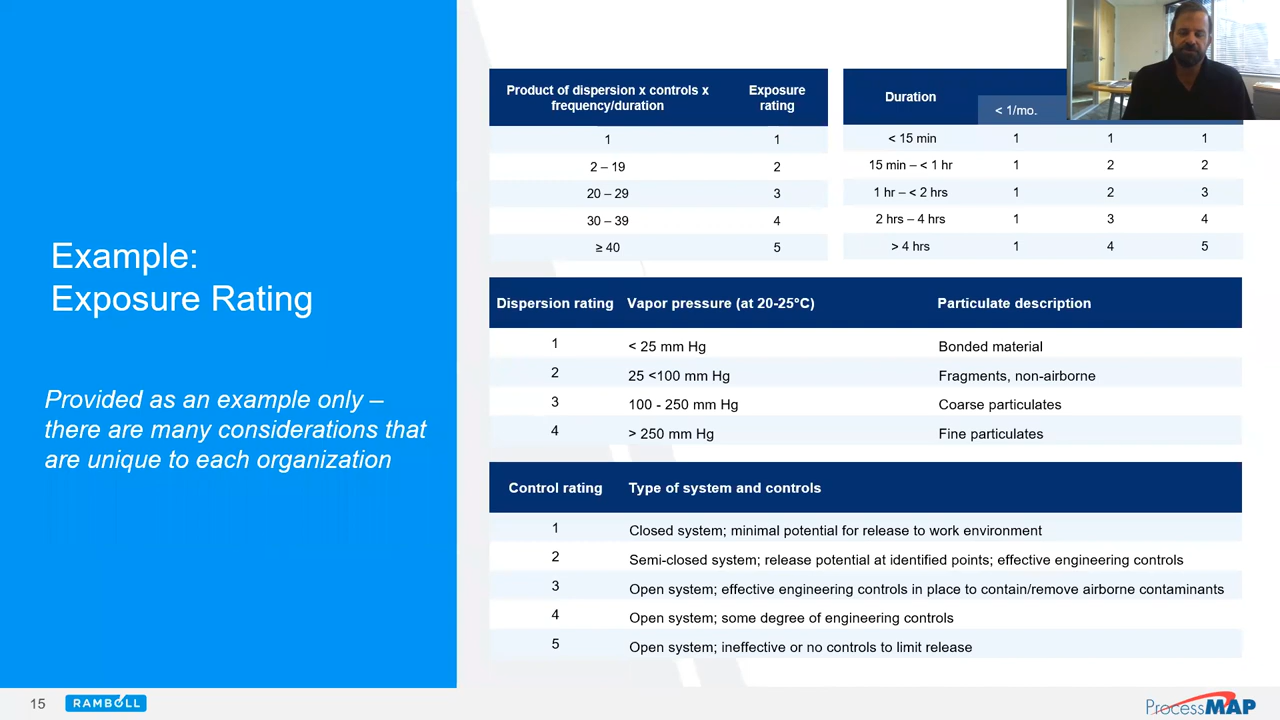 Example:
Exposure Rating
Provided as an example only –
there are many considerations that
are unique to each organization
Product of dispersion x controls x
frequency/duration
Exposure
rating
1 1
2 – 19 2
20 – 29 3
30 – 39 4
≥ 40 5
Duration
< 1/mo.
< 15 min 1 1 1
15 min – < 1 hr 1 2 2
1 hr – < 2 hrs 1 2 3
2 hrs – 4 hrs 1 3 4
> 4 hrs 1 4 5
Dispersion rating Vapor pressure (at 20-25°C) Particulate description
1 < 25 mm Hg Bonded material
2 25 <100 mm Hg Fragments, non-airborne
3 100 - 250 mm Hg Coarse particulates
4 > 250 mm Hg Fine particulates
Control rating Type of system and controls
1 Closed system; minimal potential for release to work environment
2 Semi-closed system; release potential at identified points; effective engineering controls
3 Open system; effective engineering controls in place to contain/remove airborne contaminants
4 Open system; some degree of engineering controls
5 Open system; ineffective or no controls to limit release
15 RAMBOLL
ProcessMAP